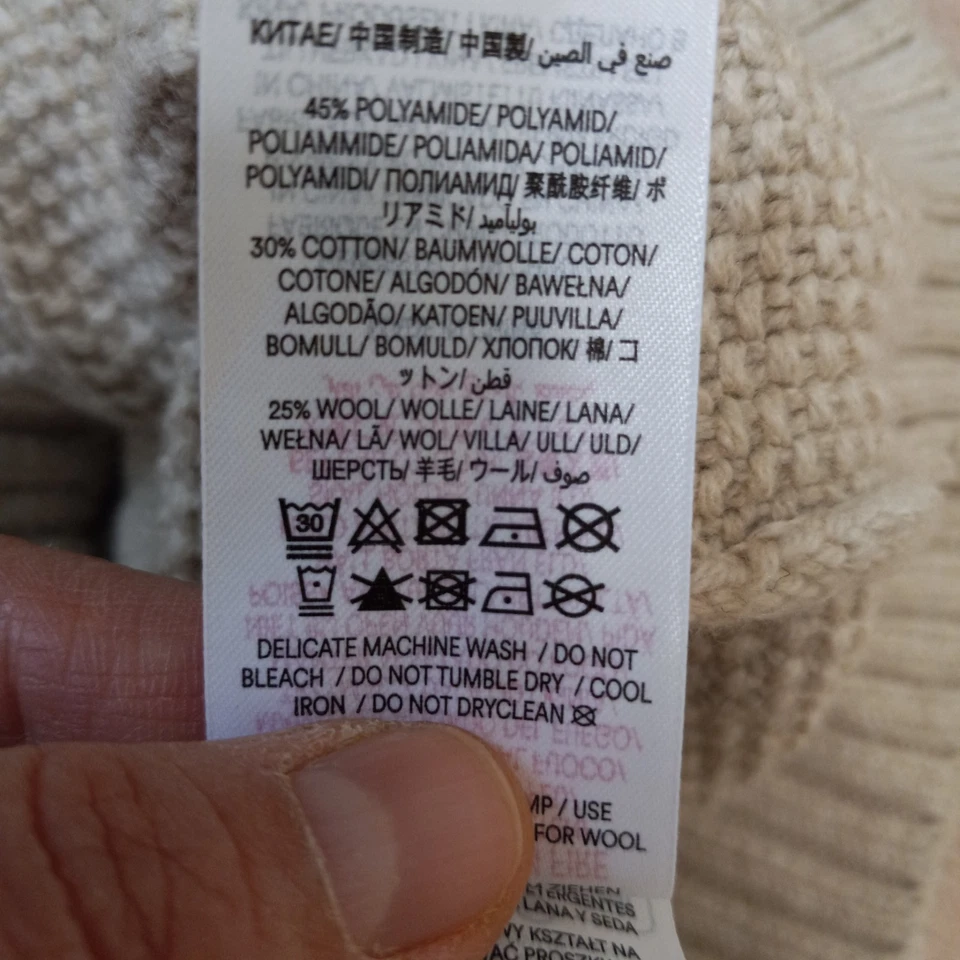 КИТАЕ/ 中国制造/ 中国製/ صنع في الصين
45% POLYAMIDE/ POLYAMID/
POLIAMMIDE/ POLIAMIDA/ POLIAMID/
POLYAMIDI/ ПОЛИАМИД/ 聚酰胺纤维/ ポ
リアミド/ بولياميد
30% COTTON/ BAUMWOLLE/ COTON/
COTONE/ ALGODÓN/ BAWEŁNA/
ALGODÃO/ KATOEN/ PUUVILLA/
BOMULL/ BOMULD/ ХЛОПОК/ 棉/ コ
ットン/ قطن
25% WOOL/ WOLLE/ LAINE/ LANA/
WEŁNA/ LÃ/ WOL/ VILLA/ ULL/ ULD/
ШЕРСТЬ/ 羊毛/ ウール/ صوف
30
DELICATE MACHINE WASH / DO NOT
BLEACH / DO NOT TUMBLE DRY / COOL
IRON / DO NOT DRYCLEAN
/ USE
FOR WOOL
ZIEHEN
LANA Y SEDA
KSZTAŁT NA